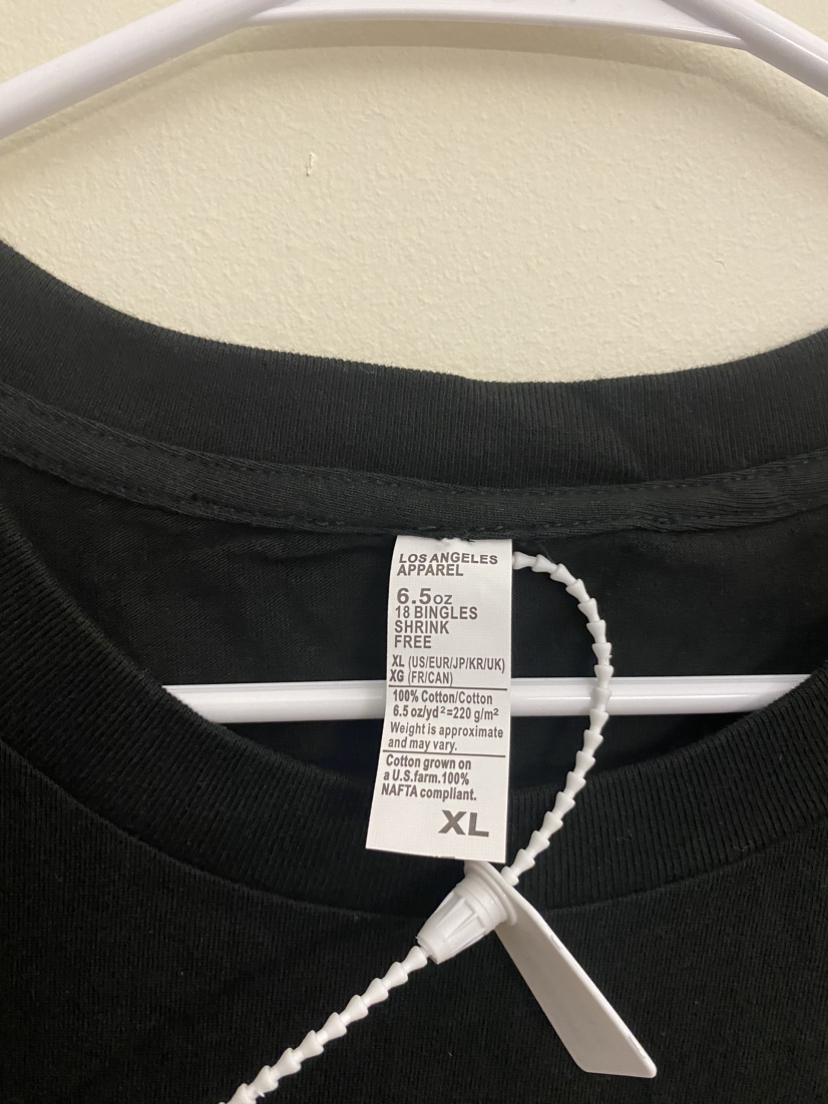 LOS ANGELES
APPAREL
6.5oz
18 BINGLES
SHRINK
FREE
XL (US/EUR/JP/KR/UK)
XG (FR/CAN)
100% Cotton/Cotton
6.5 oz/yd²=220 g/m²
Weight is approximate
and may vary.
Cotton grown on
a U.S.farm.100%
NAFTA compliant.
XL